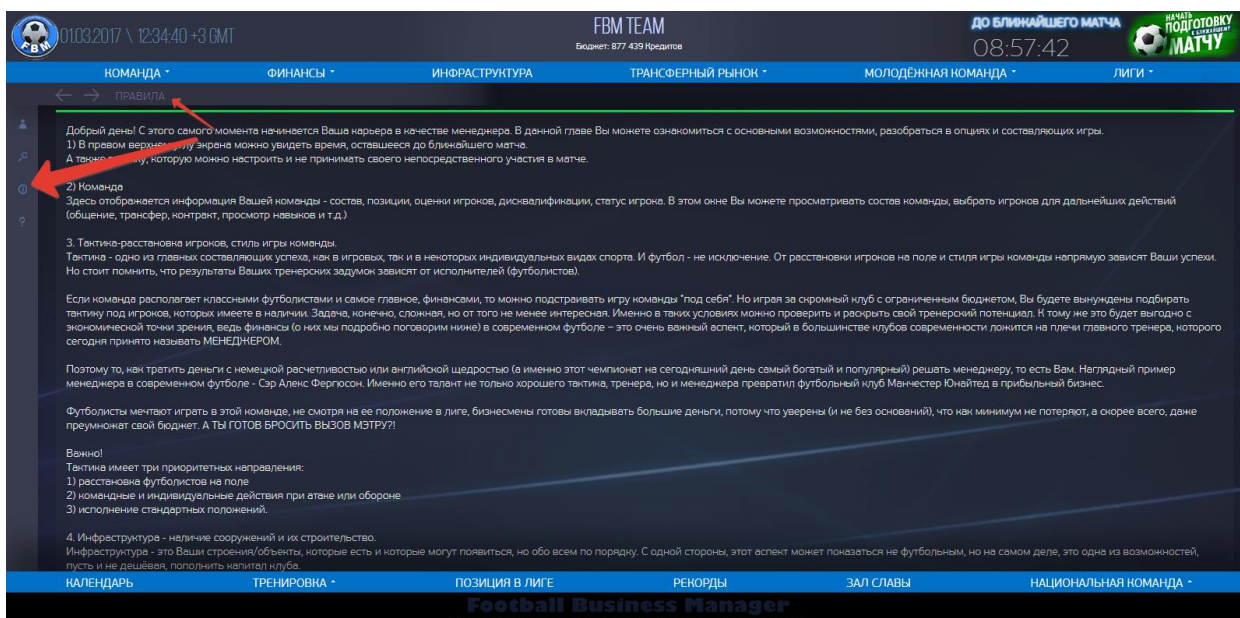 FBM
01.03.2017 \ 12:34:40 +3 GMT
FBM TEAM
Бюджет: 877 439 Кредитов
ДО БЛИЖАЙШЕГО МАТЧА
08:57:42
НАЧАТЬ
ПОДГОТОВКУ
К БЛИЖАЙШЕМУ
МАТЧУ
КОМАНДА ФИНАНСЫ ИНФРАСТРУКТУРА ТРАНСФЕРНЫЙ РЫНОК МОЛОДЁЖНАЯ КОМАНДА ЛИГИ
ПРАВИЛА
Добрый день! С этого самого момента начинается Ваша карьера в качестве менеджера. В данной главе Вы можете ознакомиться с основными возможностями, разобраться в опциях и составляющих игры.
1) В правом верхнем углу экрана можно увидеть время, оставшееся до ближайшего матча.
А также которую можно настроить и не принимать своего непосредственного участия в матче.
2) Команда
Здесь отображается информация Вашей команды - состав, позиции, оценки игроков, дисквалификации, статус игрока. В этом окне Вы можете просматривать состав команды, выбрать игроков для дальнейших действий
(общение, трансфер, контракт, просмотр навыков и т.д.)
3. Тактика-расстановка игроков, стиль игры команды.
Тактика - одно из главных составляющих успеха, как в игровых, так и в некоторых индивидуальных видах спорта. И футбол - не исключение. От расстановки игроков на поле и стиля игры команды напрямую зависят Ваши успехи.
Но стоит помнить, что результаты Ваших тренерских задумок зависят от исполнителей (футболистов).
Если команда располагает классными футболистами и самое главное, финансами, то можно подстраивать игру команды "под себя". Но играя за скромный клуб с ограниченным бюджетом, Вы будете вынуждены подбирать
тактику под игроков, которых имеете в наличии. Задача, конечно, сложная, но от того не менее интересная. Именно в таких условиях можно проверить и раскрыть свой тренерский потенциал. К тому же это будет выгодно с
экономической точки зрения, ведь финансы (о них мы подробно поговорим ниже) в современном футболе – это очень важный аспект, который в большинстве клубов современности ложится на плечи главного тренера, которого
сегодня принято называть МЕНЕДЖЕРОМ.
Поэтому то, как тратить деньги с немецкой расчетливостью или английской щедростью (а именно этот чемпионат на сегодняшний день самый богатый и популярный) решать менеджеру, то есть Вам. Наглядный пример
менеджера в современном футболе - Сэр Алекс Фергюсон. Именно его талант не только хорошего тактика, тренера, но и менеджера превратил футбольный клуб Манчестер Юнайтед в прибыльный бизнес.
Футболисты мечтают играть в этой команде, не смотря на ее положение в лиге, бизнесмены готовы вкладывать большие деньги, потому что уверены (и не без оснований), что как минимум не потеряют, а скорее всего, даже
преумножат свой бюджет. А ТЫ ГОТОВ БРОСИТЬ ВЫЗОВ МЭТРУ?!
Важно!
Тактика имеет три приоритетных направления:
1) расстановка футболистов на поле
2) командные и индивидуальные действия при атаке или обороне
3) исполнение стандартных положений.
4. Инфраструктура - наличие сооружений и их строительство.
Инфраструктура - это Ваши строения/объекты, которые есть и которые могут появиться, но обо всем по порядку. С одной стороны, этот аспект может показаться не футбольным, но на самом деле, это одна из возможностей,
пусть и не дешёвая, пополнить капитал клуба.
КАЛЕНДАРЬ ТРЕНИРОВКА ПОЗИЦИЯ В ЛИГЕ РЕКОРДЫ ЗАЛ СЛАВЫ НАЦИОНАЛЬНАЯ КОМАНДА
Football Business Manager